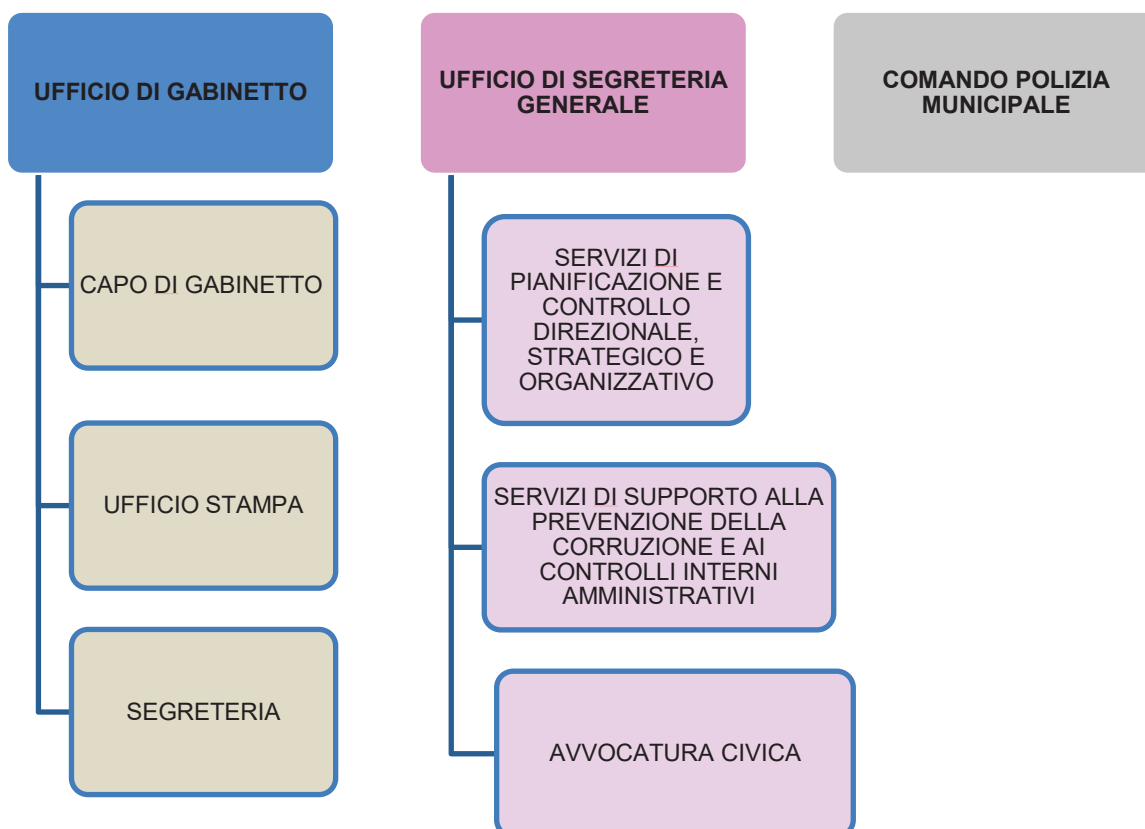 UFFICIO DI GABINETTO
CAPO DI GABINETTO
UFFICIO STAMPA
SEGRETERIA
UFFICIO DI SEGRETERIA
GENERALE
SERVIZI DI
PIANIFICAZIONE E
CONTROLLO
DIREZIONALE,
STRATEGICO E
ORGANIZZATIVO
SERVIZI DI SUPPORTO ALLA
PREVENZIONE DELLA
CORRUZIONE E AI
CONTROLLI INTERNI
AMMINISTRATIVI
AVVOCATURA CIVICA
COMANDO POLIZIA
MUNICIPALE